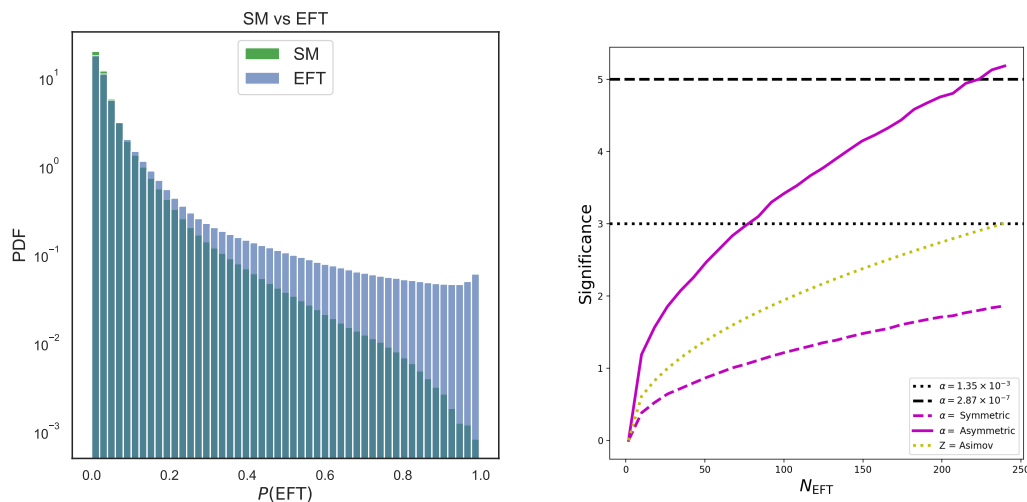 SM vs EFT
SM
EFT
PDF
10^1
10^0
10^{-1}
10^{-2}
10^{-3}
0.0 0.2 0.4 0.6 0.8 1.0
P(EFT)
Significance
5
4
3
2
1
0
α = 1.35 × 10^{-3}
α = 2.87 × 10^{-7}
α = Symmetric
α = Asymmetric
Z = Asimov
0 50 100 150 200 250
N_{EFT}